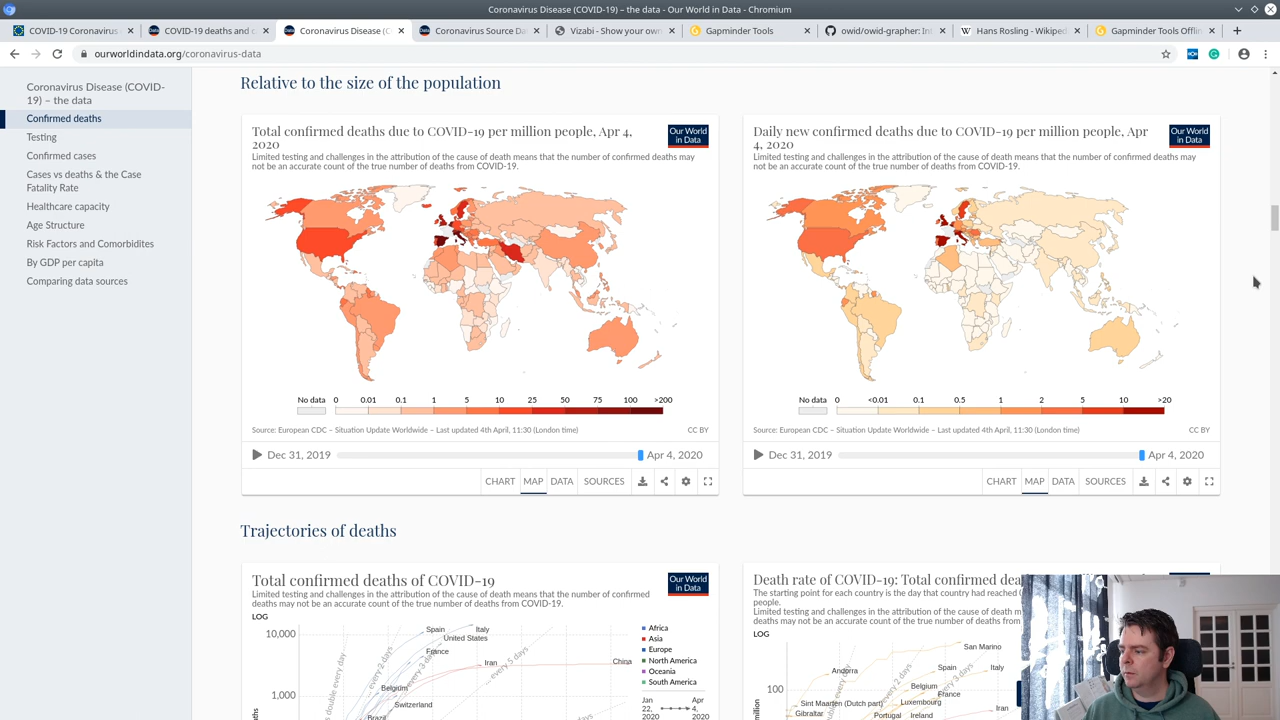 Coronavirus Disease (COVID-19) – the data - Our World in Data - Chromium
COVID-19 Coronavirus
COVID-19 deaths and c
Coronavirus Disease (C
Coronavirus Source Da
Vizabi - Show your own
Gapminder Tools
owid/owid-grapher: Int
Hans Rosling - Wikiped
Gapminder Tools Offlin
ourworldindata.org/coronavirus-data
Coronavirus Disease (COVID-
19) – the data
Confirmed deaths
Testing
Confirmed cases
Cases vs deaths & the Case
Fatality Rate
Healthcare capacity
Age Structure
Risk Factors and Comorbidites
By GDP per capita
Comparing data sources
Relative to the size of the population
Total confirmed deaths due to COVID-19 per million people, Apr 4,
2020
Our World
in Data
Limited testing and challenges in the attribution of the cause of death means that the number of confirmed deaths may
not be an accurate count of the true number of deaths from COVID-19.
No data 0 0.01 0.1 1 5 10 25 50 75 100 >200
Source: European CDC – Situation Update Worldwide – Last updated 4th April, 11:30 (London time) CC BY
Dec 31, 2019 Apr 4, 2020
CHART MAP DATA SOURCES
Daily new confirmed deaths due to COVID-19 per million people, Apr
4, 2020
Our World
in Data
Limited testing and challenges in the attribution of the cause of death means that the number of confirmed deaths may
not be an accurate count of the true number of deaths from COVID-19.
No data 0 <0.01 0.1 0.5 1 2 5 10 >20
Source: European CDC – Situation Update Worldwide – Last updated 4th April, 11:30 (London time) CC BY
Dec 31, 2019 Apr 4, 2020
CHART MAP DATA SOURCES
Trajectories of deaths
Total confirmed deaths of COVID-19
Our World
in Data
Limited testing and challenges in the attribution of the cause of death means that the number of confirmed
deaths may not be an accurate count of the true number of deaths from COVID-19.
LOG
10,000
1,000
Spain
Italy
United States
France
Iran
China
Belgium
Switzerland
Brazil
double every day
every 2 days
every 3 days
every 5 days
Africa
Asia
Europe
North America
Oceania
South America
Jan
22,
2020
Apr
4,
2020
Death rate of COVID-19: Total confirmed dea
The starting point for each country is the day that country had reached
people.
Limited testing and challenges in the attribution of the cause of death m
deaths may not be an accurate count of the true number of deaths from
LOG
100
million
San Marino
Andorra
Spain
Italy
Belgium
France
Sint Maarten (Dutch part)
Luxembourg
Iran
Gibraltar
Portugal
Ireland